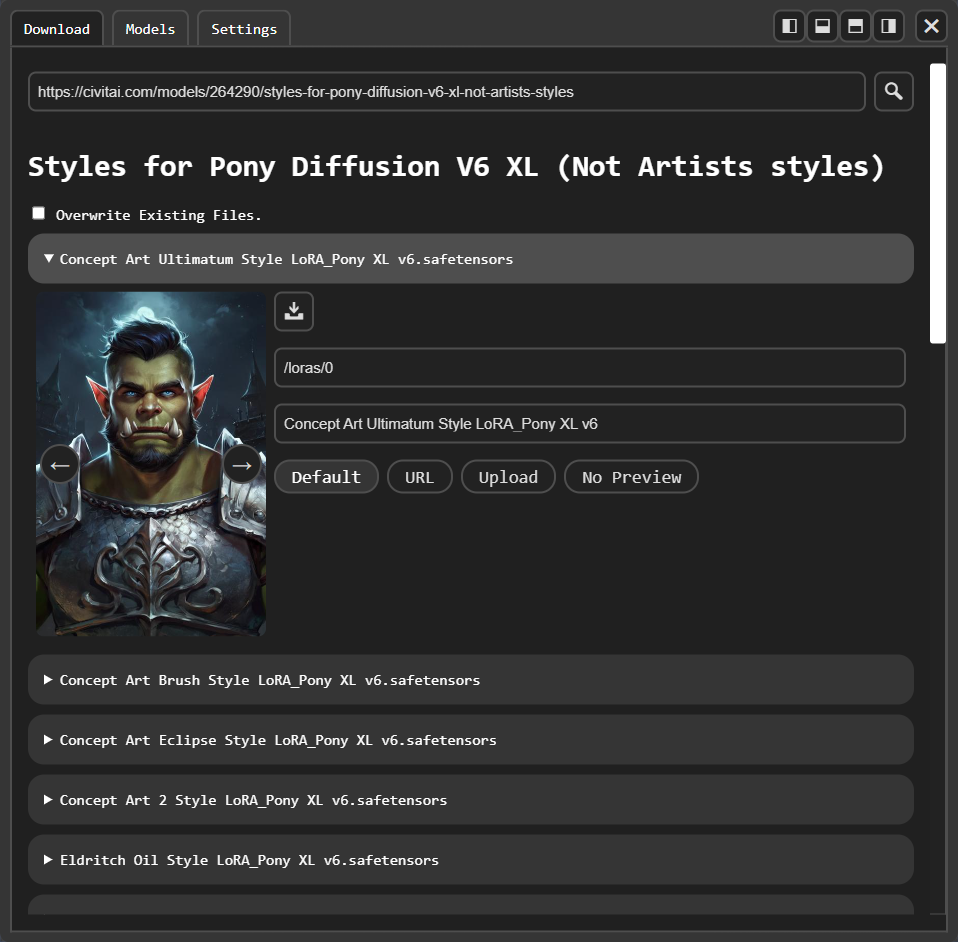 Download
Models
Settings
https://civitai.com/models/264290/styles-for-pony-diffusion-v6-xl-not-artists-styles
Styles for Pony Diffusion V6 XL (Not Artists styles)
Overwrite Existing Files.
Concept Art Ultimatum Style LoRA_Pony XL v6.safetensors
/loras/0
Concept Art Ultimatum Style LoRA_Pony XL v6
Default
URL
Upload
No Preview
Concept Art Brush Style LoRA_Pony XL v6.safetensors
Concept Art Eclipse Style LoRA_Pony XL v6.safetensors
Concept Art 2 Style LoRA_Pony XL v6.safetensors
Eldritch Oil Style LoRA_Pony XL v6.safetensors